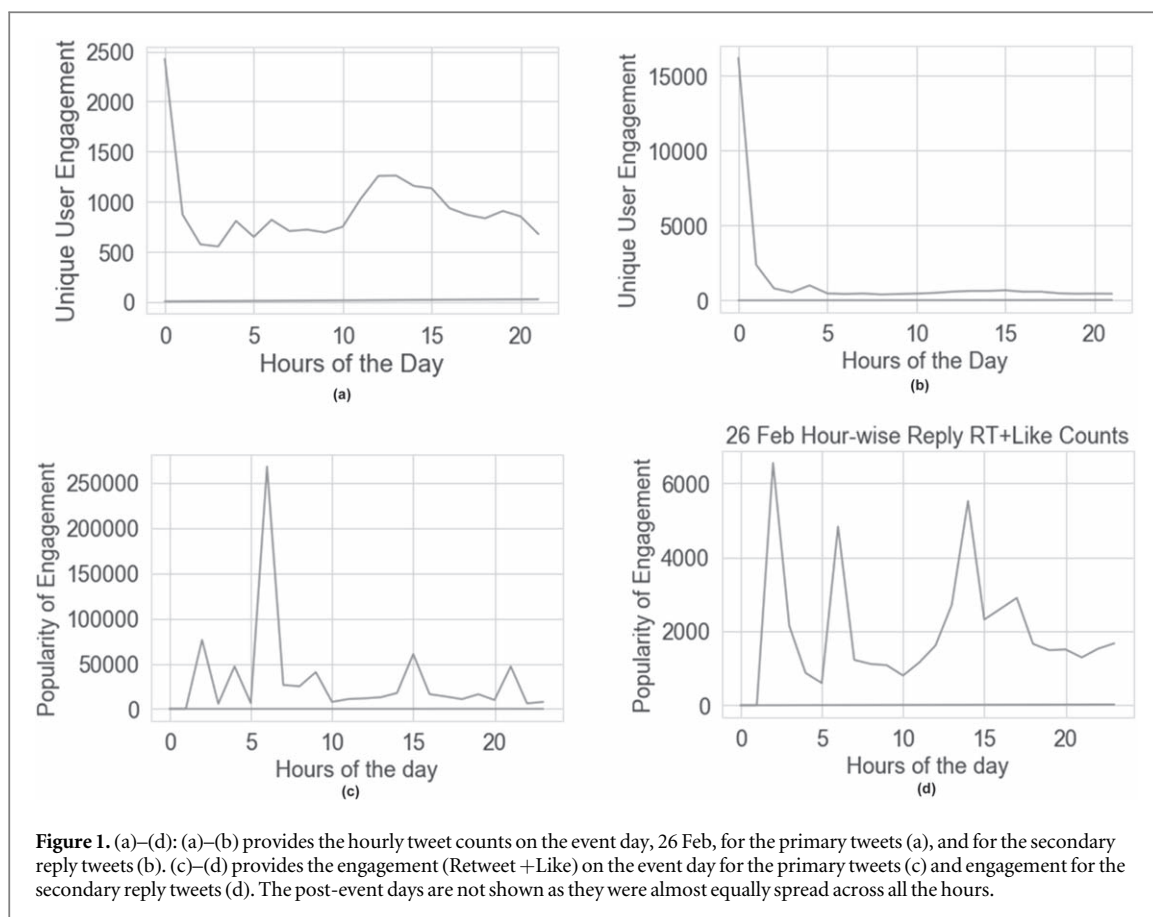 2500
2000
1500
1000
500
0
Unique User Engagement
0 5 10 15 20
Hours of the Day
(a)
15000
10000
5000
0
Unique User Engagement
0 5 10 15 20
Hours of the Day
(b)
250000
200000
150000
100000
50000
0
Popularity of Engagement
0 5 10 15 20
Hours of the day
(c)
26 Feb Hour-wise Reply RT+Like Counts
6000
4000
2000
0
Popularity of Engagement
0 5 10 15 20
Hours of the day
(d)
Figure 1. (a)–(d): (a)–(b) provides the hourly tweet counts on the event day, 26 Feb, for the primary tweets (a), and for the secondary
reply tweets (b). (c)–(d) provides the engagement (Retweet +Like) on the event day for the primary tweets (c) and engagement for the
secondary reply tweets (d). The post-event days are not shown as they were almost equally spread across all the hours.